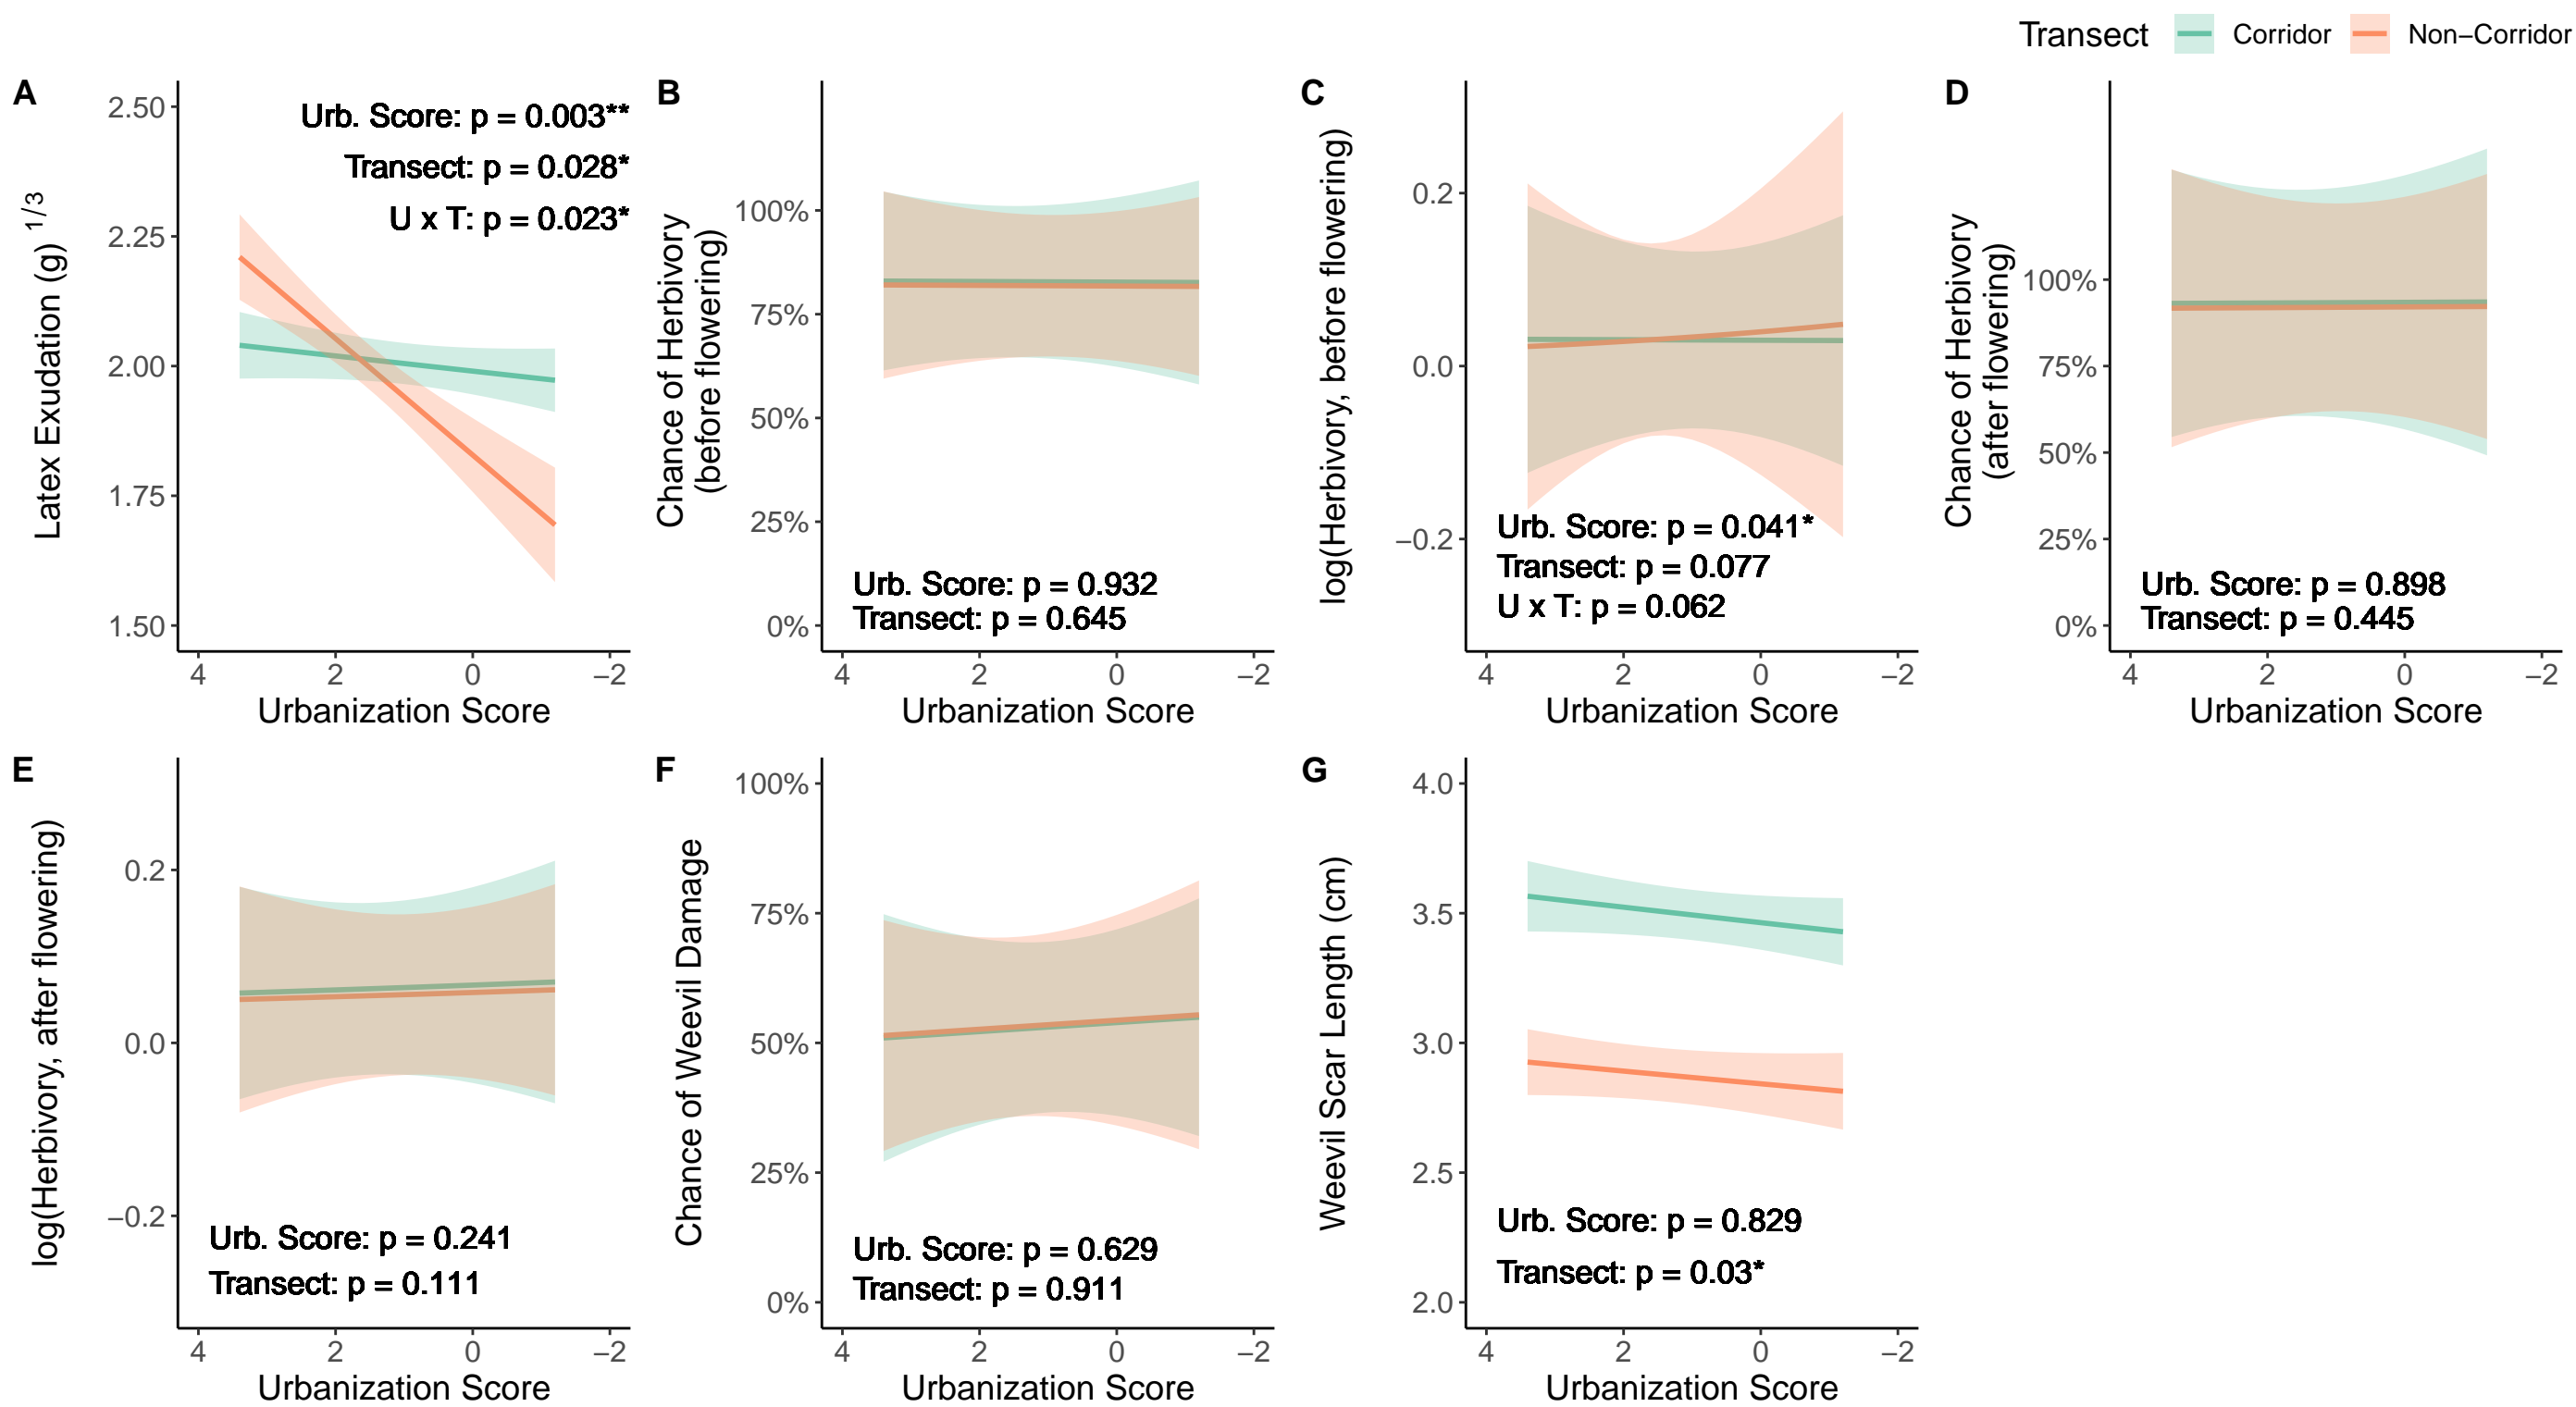 Transect Corridor Non−Corridor
A
Latex Exudation (g) 1/3
2.50
2.25
2.00
1.75
1.50
Urb. Score: p = 0.003**
Transect: p = 0.028*
U x T: p = 0.023*
4 2 0 −2
Urbanization Score
B
Chance of Herbivory
(before flowering)
100%
75%
50%
25%
0%
Urb. Score: p = 0.932
Transect: p = 0.645
4 2 0 −2
Urbanization Score
C
log(Herbivory, before flowering)
0.2
0.0
−0.2
Urb. Score: p = 0.041*
Transect: p = 0.077
U x T: p = 0.062
4 2 0 −2
Urbanization Score
D
Chance of Herbivory
(after flowering)
100%
75%
50%
25%
0%
Urb. Score: p = 0.898
Transect: p = 0.445
4 2 0 −2
Urbanization Score
E
log(Herbivory, after flowering)
0.2
0.0
−0.2
Urb. Score: p = 0.241
Transect: p = 0.111
4 2 0 −2
Urbanization Score
F
Chance of Weevil Damage
100%
75%
50%
25%
0%
Urb. Score: p = 0.629
Transect: p = 0.911
4 2 0 −2
Urbanization Score
G
Weevil Scar Length (cm)
4.0
3.5
3.0
2.5
2.0
Urb. Score: p = 0.829
Transect: p = 0.03*
4 2 0 −2
Urbanization Score